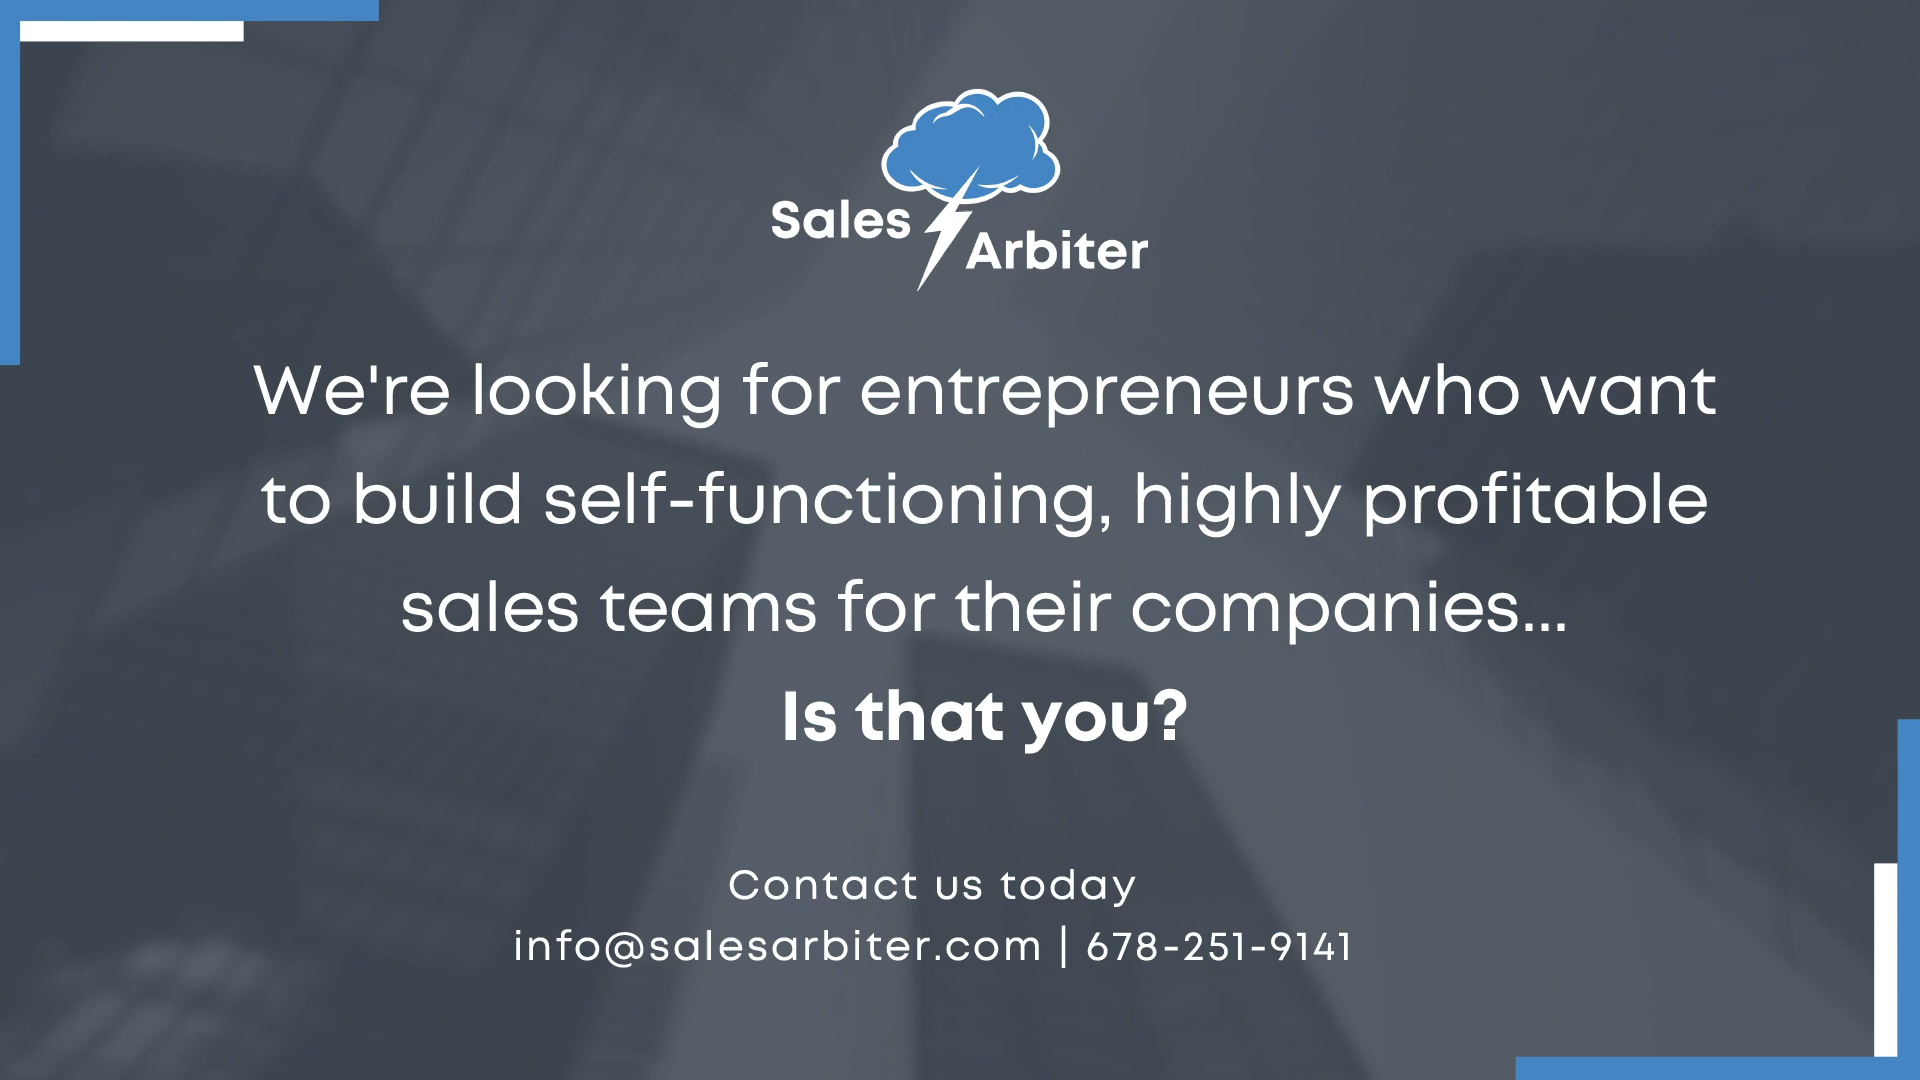 Sales
Arbiter
We're looking for entrepreneurs who want
to build self-functioning, highly profitable
sales teams for their companies...
Is that you?
Contact us today
info@salesarbiter.com | 678-251-9141